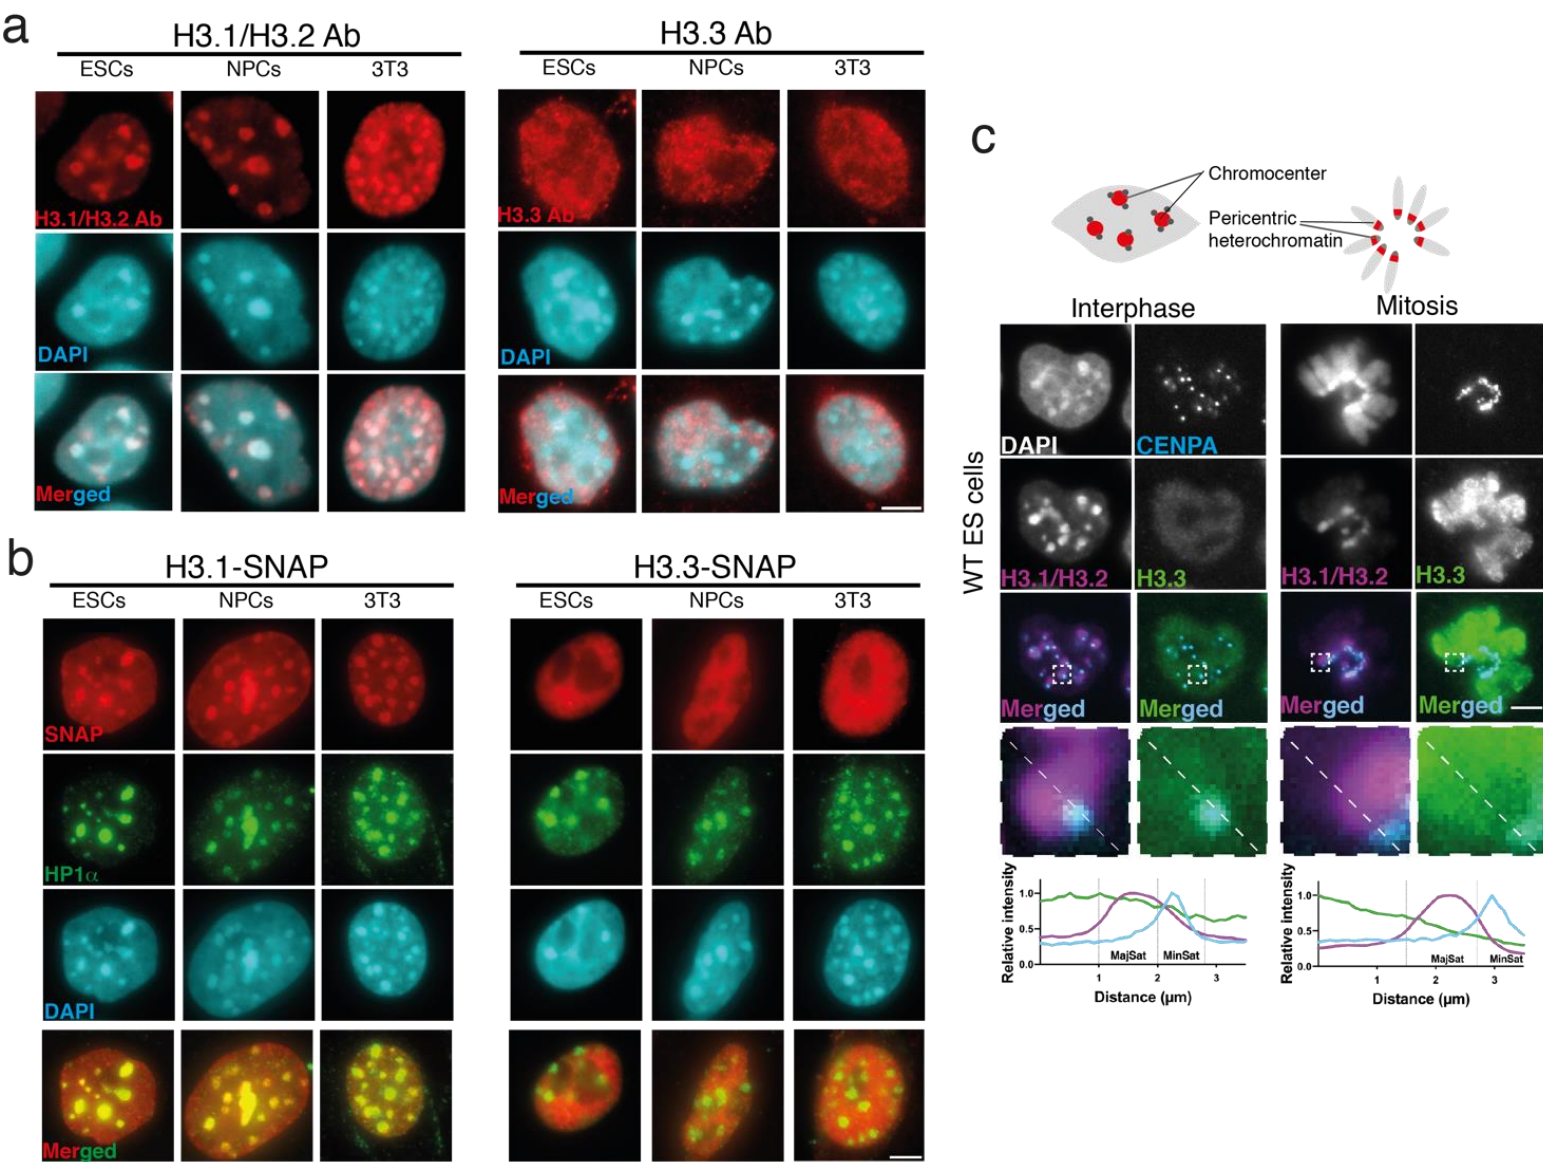 a
H3.1/H3.2 Ab
H3.3 Ab
ESCs NPCs 3T3
ESCs NPCs 3T3
H3.1/H3.2 Ab
H3.3 Ab
DAPI
DAPI
Merged
Merged
b
H3.1-SNAP
H3.3-SNAP
ESCs NPCs 3T3
ESCs NPCs 3T3
SNAP
HP1α
DAPI
Merged
c
Chromocenter
Pericentric
heterochromatin
Interphase
Mitosis
WT ES cells
DAPI
CENPA
H3.1/H3.2
H3.3
H3.1/H3.2
H3.3
Merged
Merged
Merged
Merged
Relative intensity
1.0
0.5
0.0
MajSat
MinSat
1 2 3
Distance (µm)
Relative intensity
1.0
0.5
0.0
MajSat
MinSat
1 2 3
Distance (µm)